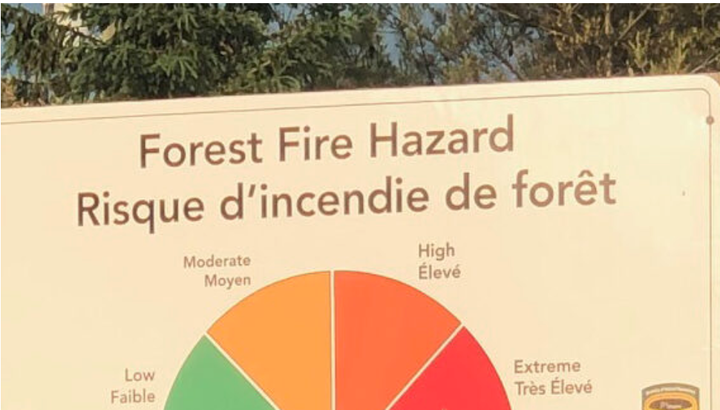 Forest Fire Hazard
Risque d'incendie de forêt
Moderate
Moyen
High
Élevé
Low
Faible
Extreme
Très Élevé